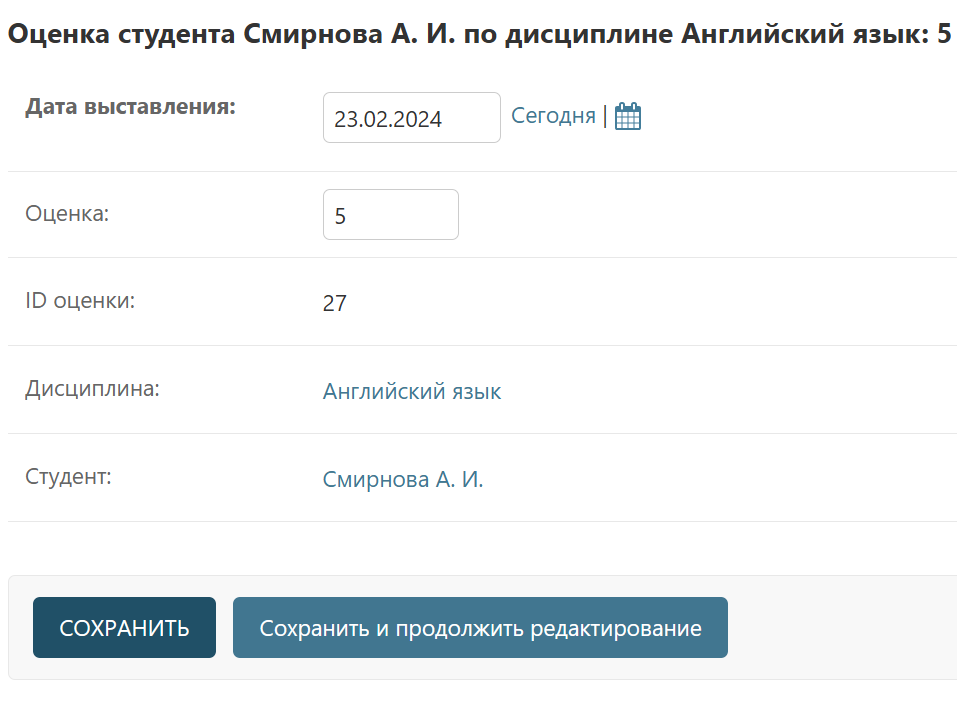 Оценка студента Смирнова А. И. по дисциплине Английский язык: 5
Дата выставления: 23.02.2024 Сегодня |
Оценка: 5
ID оценки: 27
Дисциплина: Английский язык
Студент: Смирнова А. И.
СОХРАНИТЬ Сохранить и продолжить редактирование